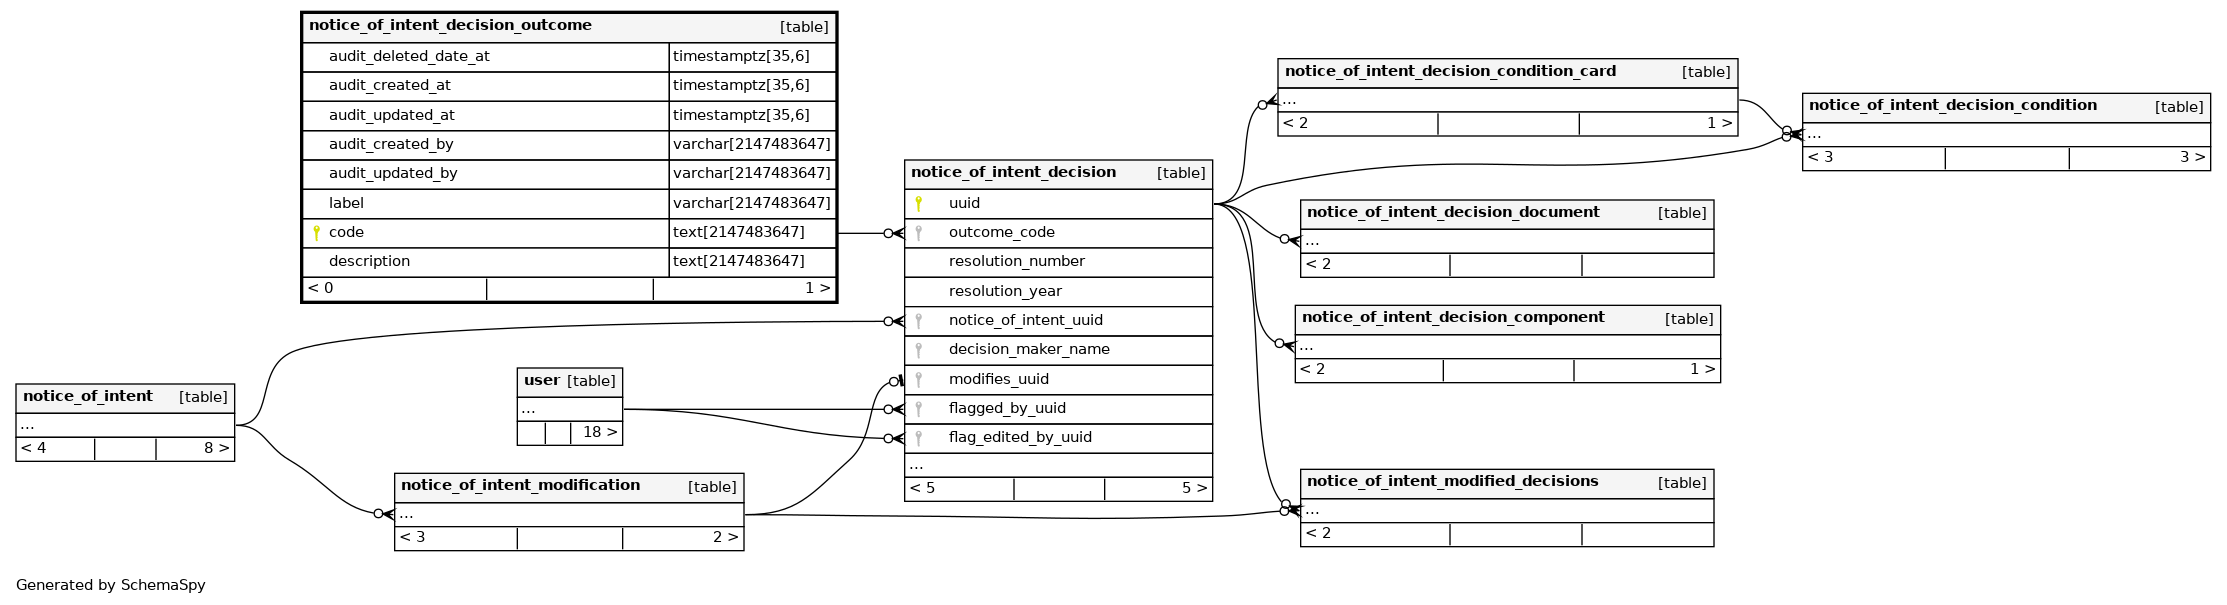 notice_of_intent_decision_outcome [table]
audit_deleted_date_at timestamptz[35,6]
audit_created_at timestamptz[35,6]
audit_updated_at timestamptz[35,6]
audit_created_by varchar[2147483647]
audit_updated_by varchar[2147483647]
label varchar[2147483647]
code text[2147483647]
description text[2147483647]
< 0 1 >
notice_of_intent [table]
...
< 4 8 >
user [table]
...
18 >
notice_of_intent_modification [table]
...
< 3 2 >
notice_of_intent_decision [table]
uuid
outcome_code
resolution_number
resolution_year
notice_of_intent_uuid
decision_maker_name
modifies_uuid
flagged_by_uuid
flag_edited_by_uuid
...
< 5 5 >
notice_of_intent_decision_condition_card [table]
...
< 2 1 >
notice_of_intent_decision_condition [table]
...
< 3 3 >
notice_of_intent_decision_document [table]
...
< 2
notice_of_intent_decision_component [table]
...
< 2 1 >
notice_of_intent_modified_decisions [table]
...
< 2
Generated by SchemaSpy